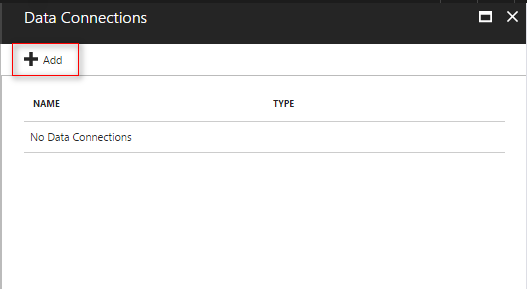 Data Connections
Add
NAME TYPE
No Data Connections